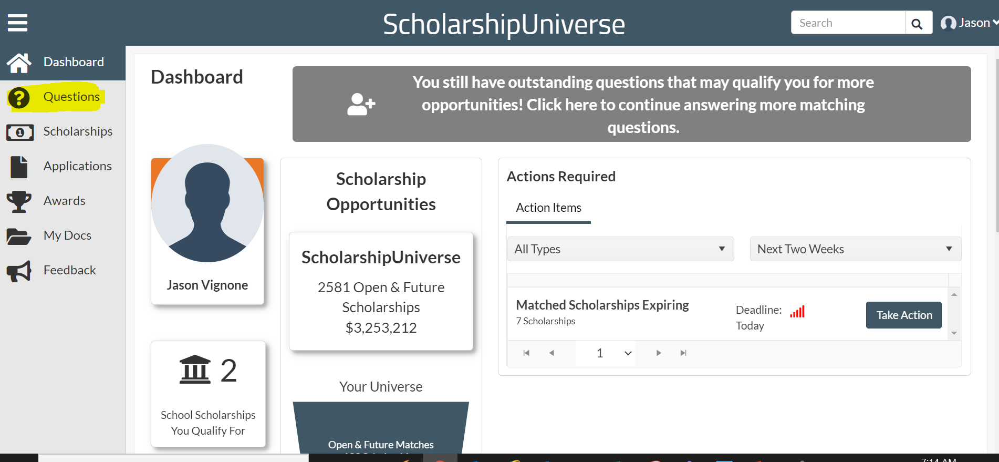 ScholarshipUniverse
Search
Jason
Dashboard
Questions
Scholarships
Applications
Awards
My Docs
Feedback
Dashboard
You still have outstanding questions that may qualify you for more
opportunities! Click here to continue answering more matching
questions.
Jason Vignone
2
School Scholarships
You Qualify For
Scholarship
Opportunities
ScholarshipUniverse
2581 Open & Future
Scholarships
$3,253,212
Your Universe
Open & Future Matches
Actions Required
Action Items
All Types
Next Two Weeks
Matched Scholarships Expiring
7 Scholarships
Deadline:
Today
Take Action
1
7:14 AM